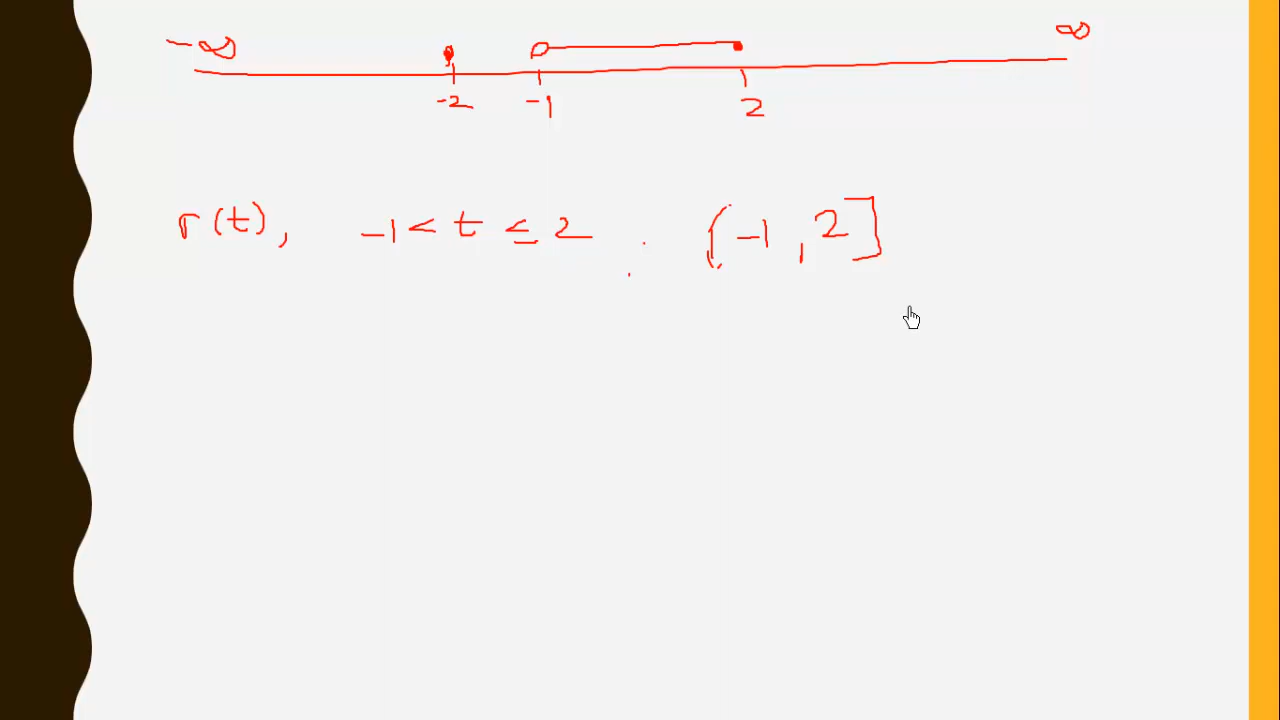 -∞ ∞
-2 -1 2
r(t), -1 < t ≤ 2 (-1, 2]